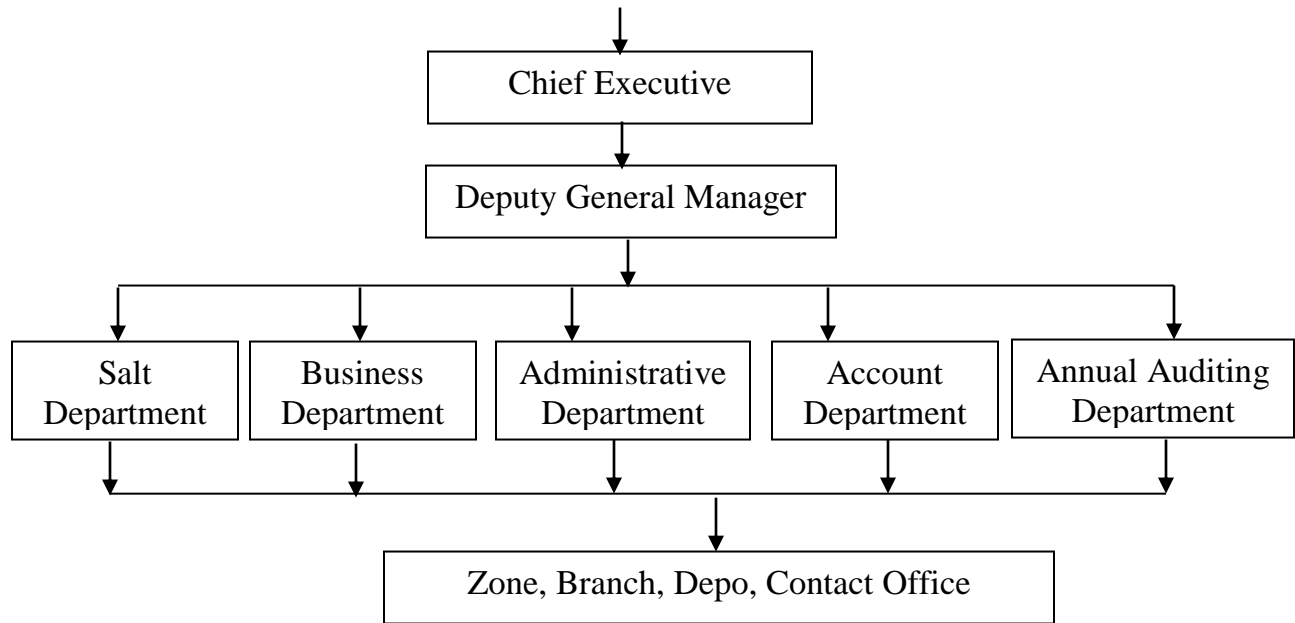 Chief Executive
Deputy General Manager
Salt
Department
Business
Department
Administrative
Department
Account
Department
Annual Auditing
Department
Zone, Branch, Depo, Contact Office